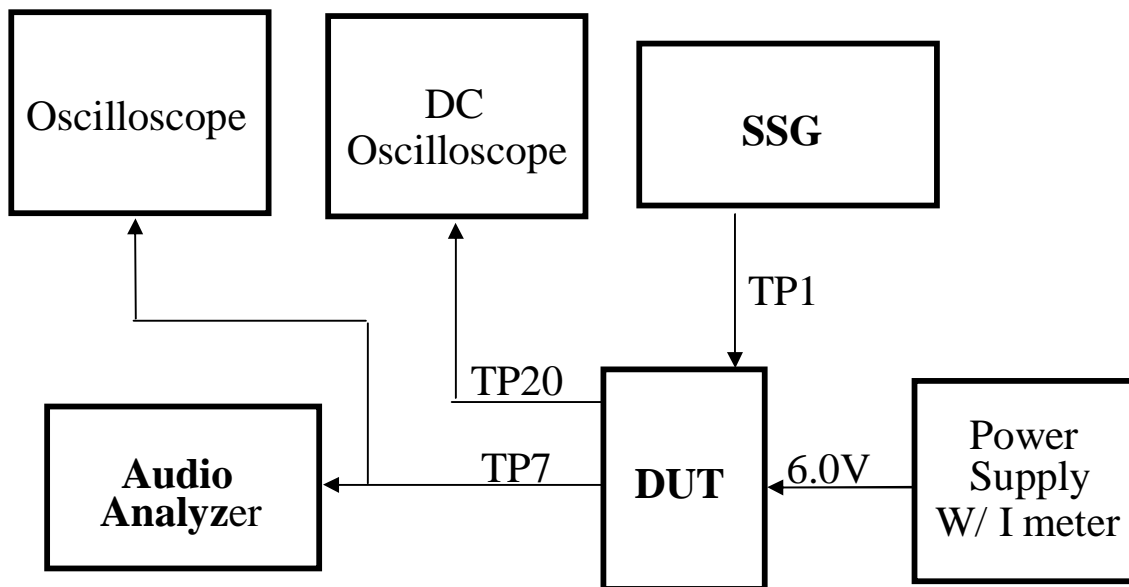 Oscilloscope
DC
Oscilloscope
SSG
TP1
TP20
TP7
6.0V
Audio
Analyzer
DUT
Power
Supply
W/ I meter